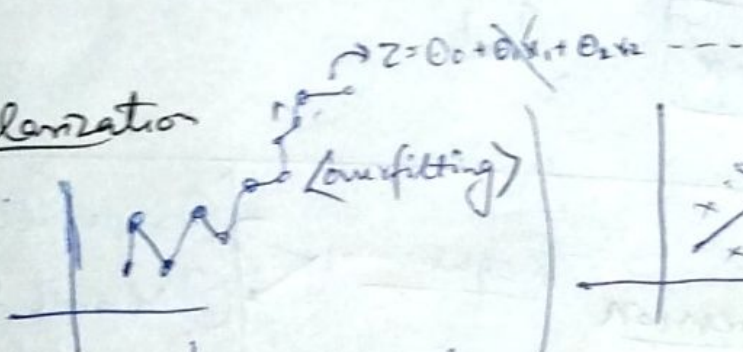 z = θ₀ + θ₁x₁ + θ₂x₂ ----
larization
<overfitting>